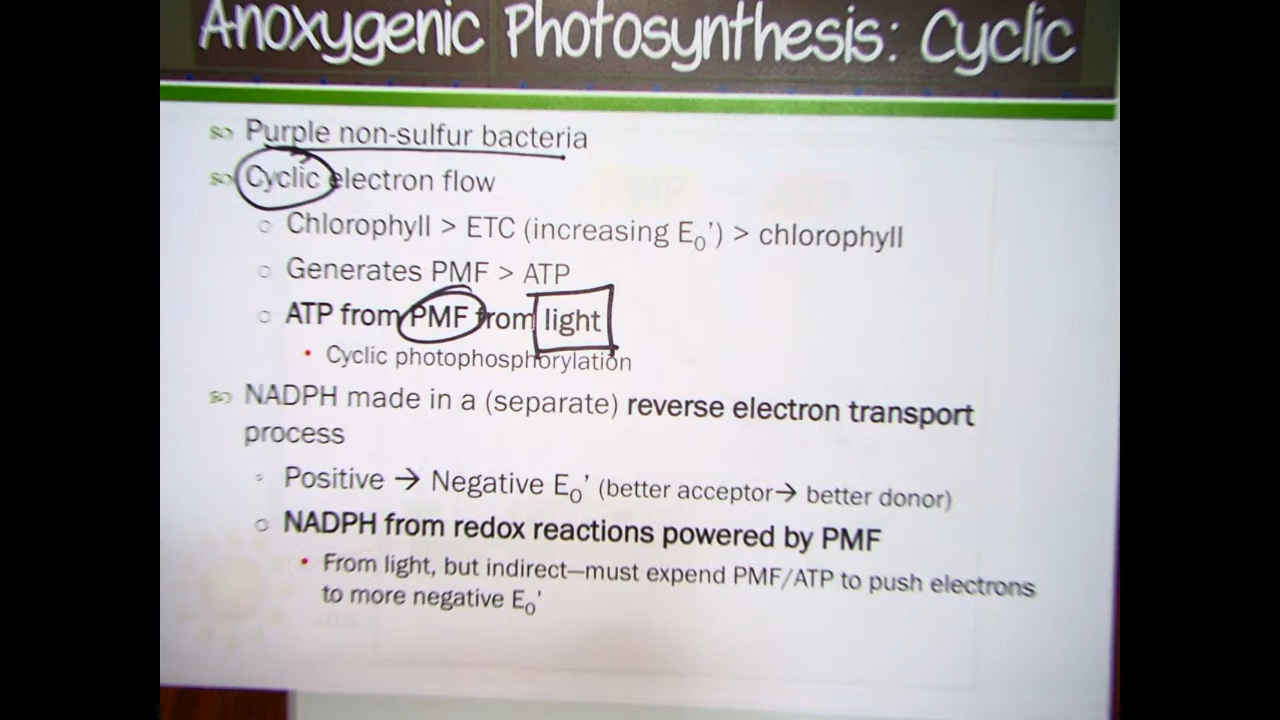 Anoxygenic Photosynthesis: Cyclic
Purple non-sulfur bacteria
Cyclic electron flow
Chlorophyll > ETC (increasing E₀') > chlorophyll
Generates PMF > ATP
ATP from PMF from light
Cyclic photophosphorylation
NADPH made in a (separate) reverse electron transport
process
Positive → Negative E₀' (better acceptor→ better donor)
NADPH from redox reactions powered by PMF
From light, but indirect—must expend PMF/ATP to push electrons
to more negative E₀'